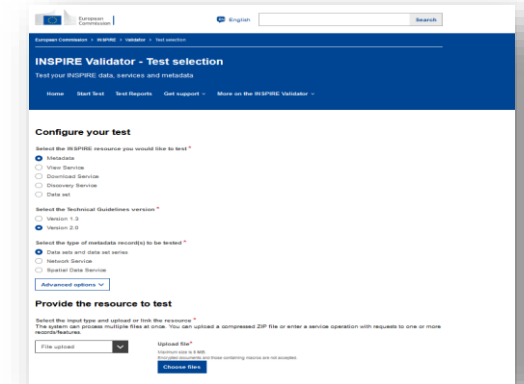 European
Commission
English
Search
European Commission > INSPIRE > Validator > Test selection
INSPIRE Validator - Test selection
Test your INSPIRE data, services and metadata
Home Start Test Test Reports Get support More on the INSPIRE Validator
Configure your test
Select the INSPIRE resource you would like to test *
Metadata
View Service
Download Service
Discovery Service
Data set
Select the Technical Guidelines version *
Version 1.3
Version 2.0
Select the type of metadata record(s) to be tested *
Data sets and data set series
Network Service
Spatial Data Service
Advanced options
Provide the resource to test
Select the input type and upload or link the resource *
The system can process multiple files at once. You can upload a compressed ZIP file or enter a service operation with requests to one or more
records/features.
File upload
Upload file*
Encrypted documents and those containing macros are not accepted.
Choose files